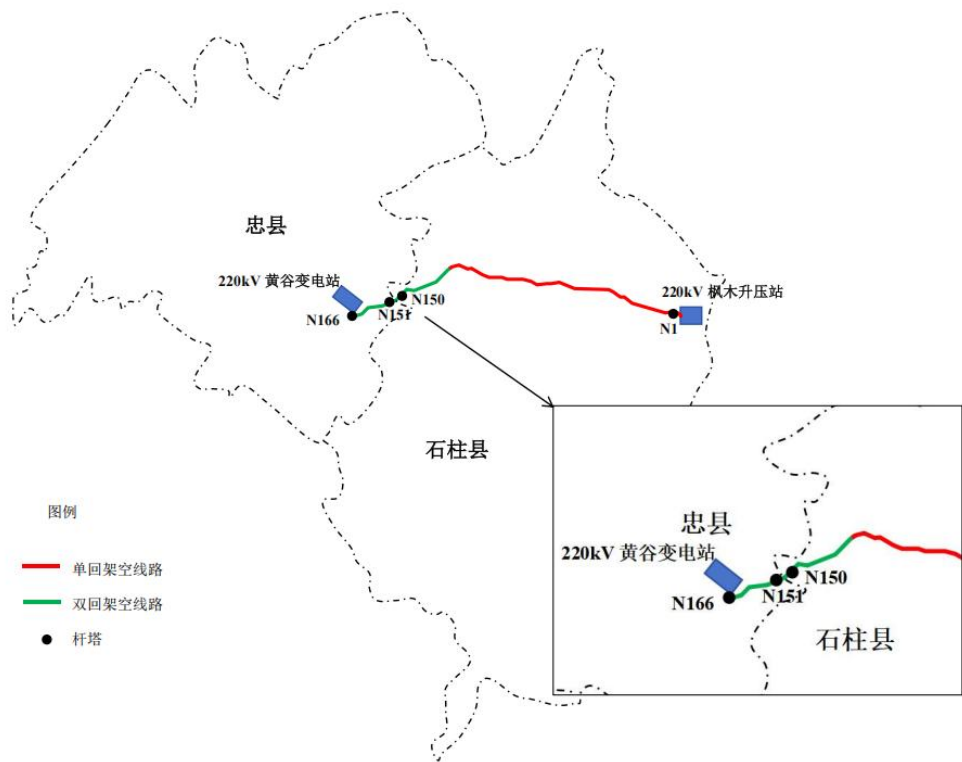 忠县
220kV 黄谷变电站
N150
N151
N166
220kV 枫木升压站
N1
石柱县
图例
单回架空线路
双回架空线路
杆塔
忠县
220kV 黄谷变电站
N150
N151
N166
石柱县